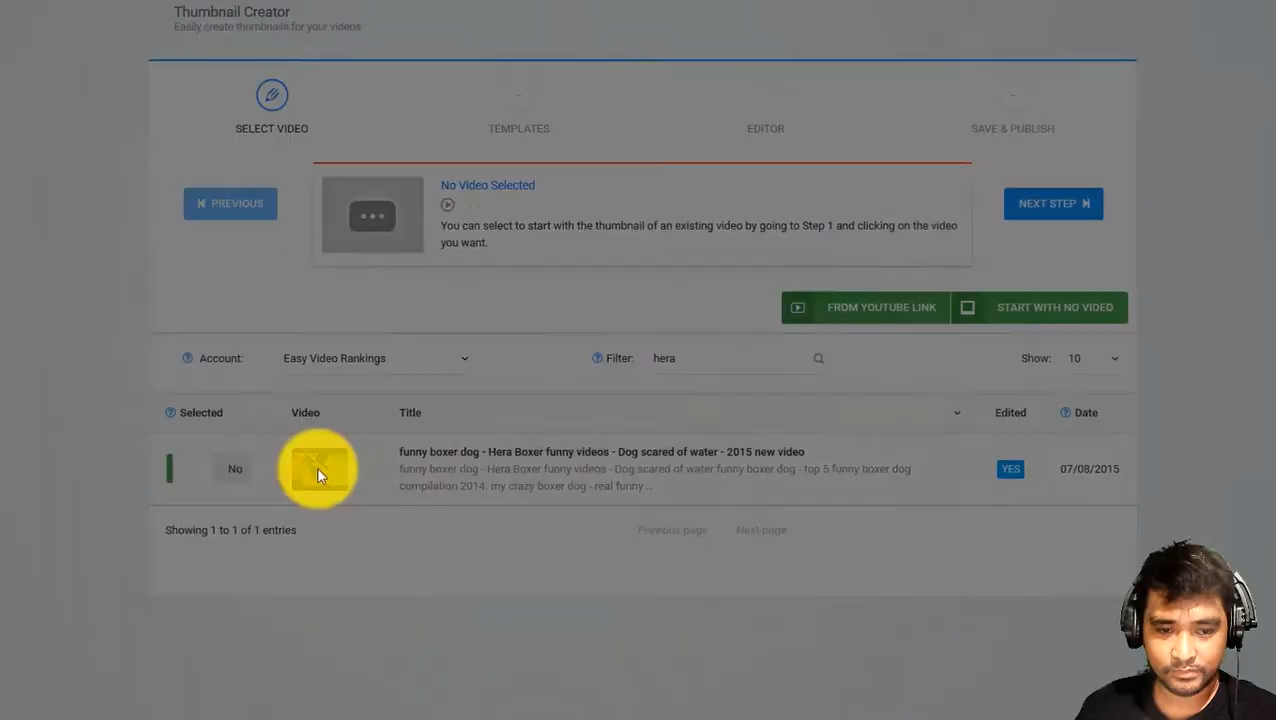 Thumbnail Creator
Easily create thumbnails for your videos
SELECT VIDEO
TEMPLATES
EDITOR
SAVE & PUBLISH
PREVIOUS
No Video Selected
You can select to start with the thumbnail of an existing video by going to Step 1 and clicking on the video
you want.
NEXT STEP
FROM YOUTUBE LINK
START WITH NO VIDEO
Account: Easy Video Rankings
Filter: hera
Show: 10
Selected Video Title Edited Date
No
funny boxer dog - Hera Boxer funny videos - Dog scared of water - 2015 new video
funny boxer dog - Hera Boxer funny videos - Dog scared of water funny boxer dog - top 5 funny boxer dog
compilation 2014. my crazy boxer dog - real funny ...
YES
07/08/2015
Showing 1 to 1 of 1 entries
Previous page
Next page